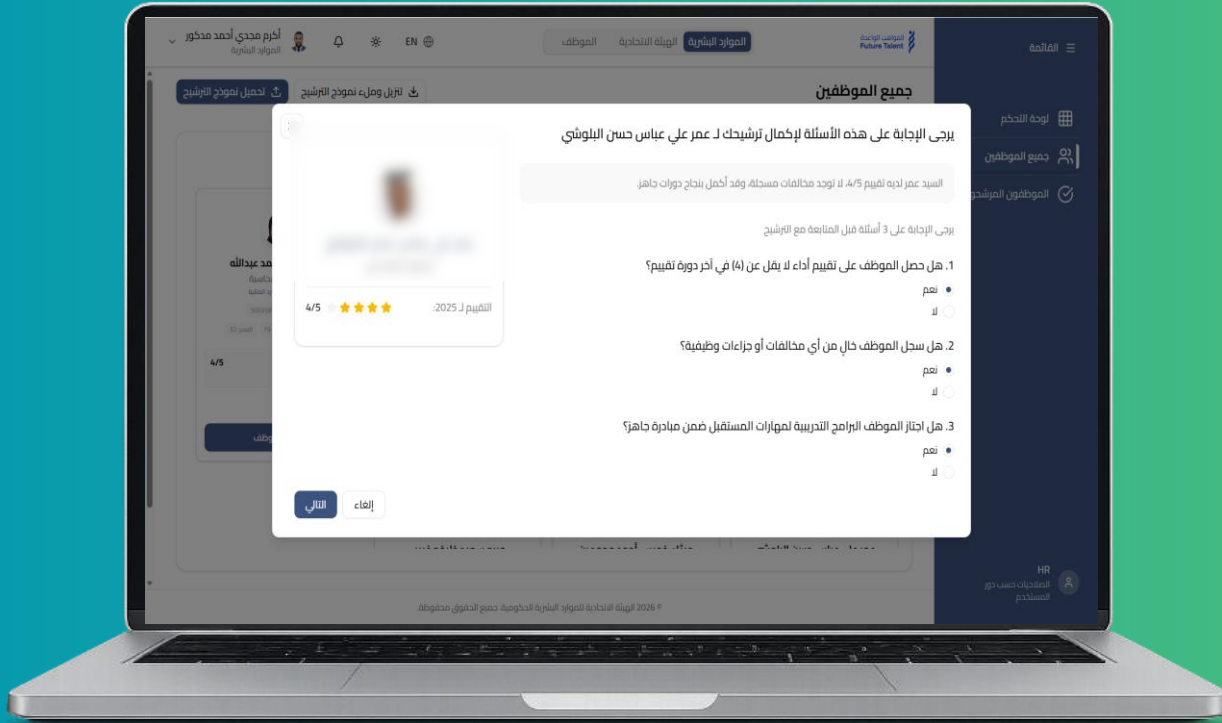 القائمة
المواهب الواعدة
Future Talent
الموارد البشرية
الهيئة الاتحادية
الموظف
EN
أكرم مجدي أحمد مدكور
الموارد البشرية
لوحة التحكم
جميع الموظفين
الموظفون المرشحو
جميع الموظفين
تنزيل وملء نموذج الترشيح
تحميل نموذج الترشيح
يرجى الإجابة على هذه الأسئلة لإكمال ترشيحك لـ عمر علي عباس حسن البلوشي
السيد عمر لديه تقييم 4/5، لا توجد مخالفات مسجلة، وقد أكمل بنجاح دورات جاهز.
يرجى الإجابة على 3 أسئلة قبل المتابعة مع الترشيح
1. هل حصل الموظف على تقييم أداء لا يقل عن (4) في آخر دورة تقييم؟
نعم
لا
2. هل سجل الموظف خالٍ من أي مخالفات أو جزاءات وظيفية؟
نعم
لا
3. هل اجتاز الموظف البرامج التدريبية لمهارات المستقبل ضمن مبادرة جاهز؟
نعم
لا
التقييم لـ 2025:
4/5
إلغاء
التالي
مد عبدالله
4/5
HR
الصلاحيات حسب دور
المستخدم
© 2026 الهيئة الاتحادية للموارد البشرية الحكومية. جميع الحقوق محفوظة.